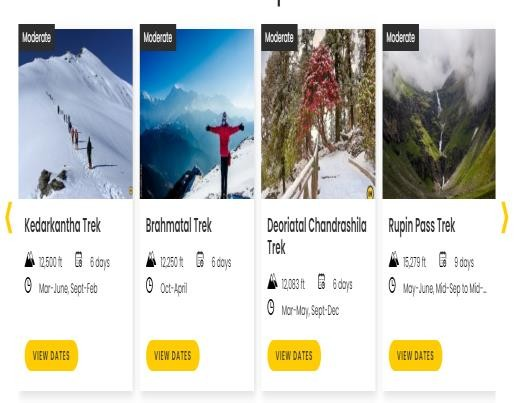 Moderate
Kedarkantha Trek
12,500 ft 6 days
Mar-June, Sept-Feb
VIEW DATES
Moderate
Brahmatal Trek
12,250 ft 6 days
Oct-April
VIEW DATES
Moderate
Deoriatal Chandrashila
Trek
12,083 ft 6 days
Mar-May, Sept-Dec
VIEW DATES
Moderate
Rupin Pass Trek
15,279 ft 9 days
May-June, Mid-Sep to Mid-...
VIEW DATES